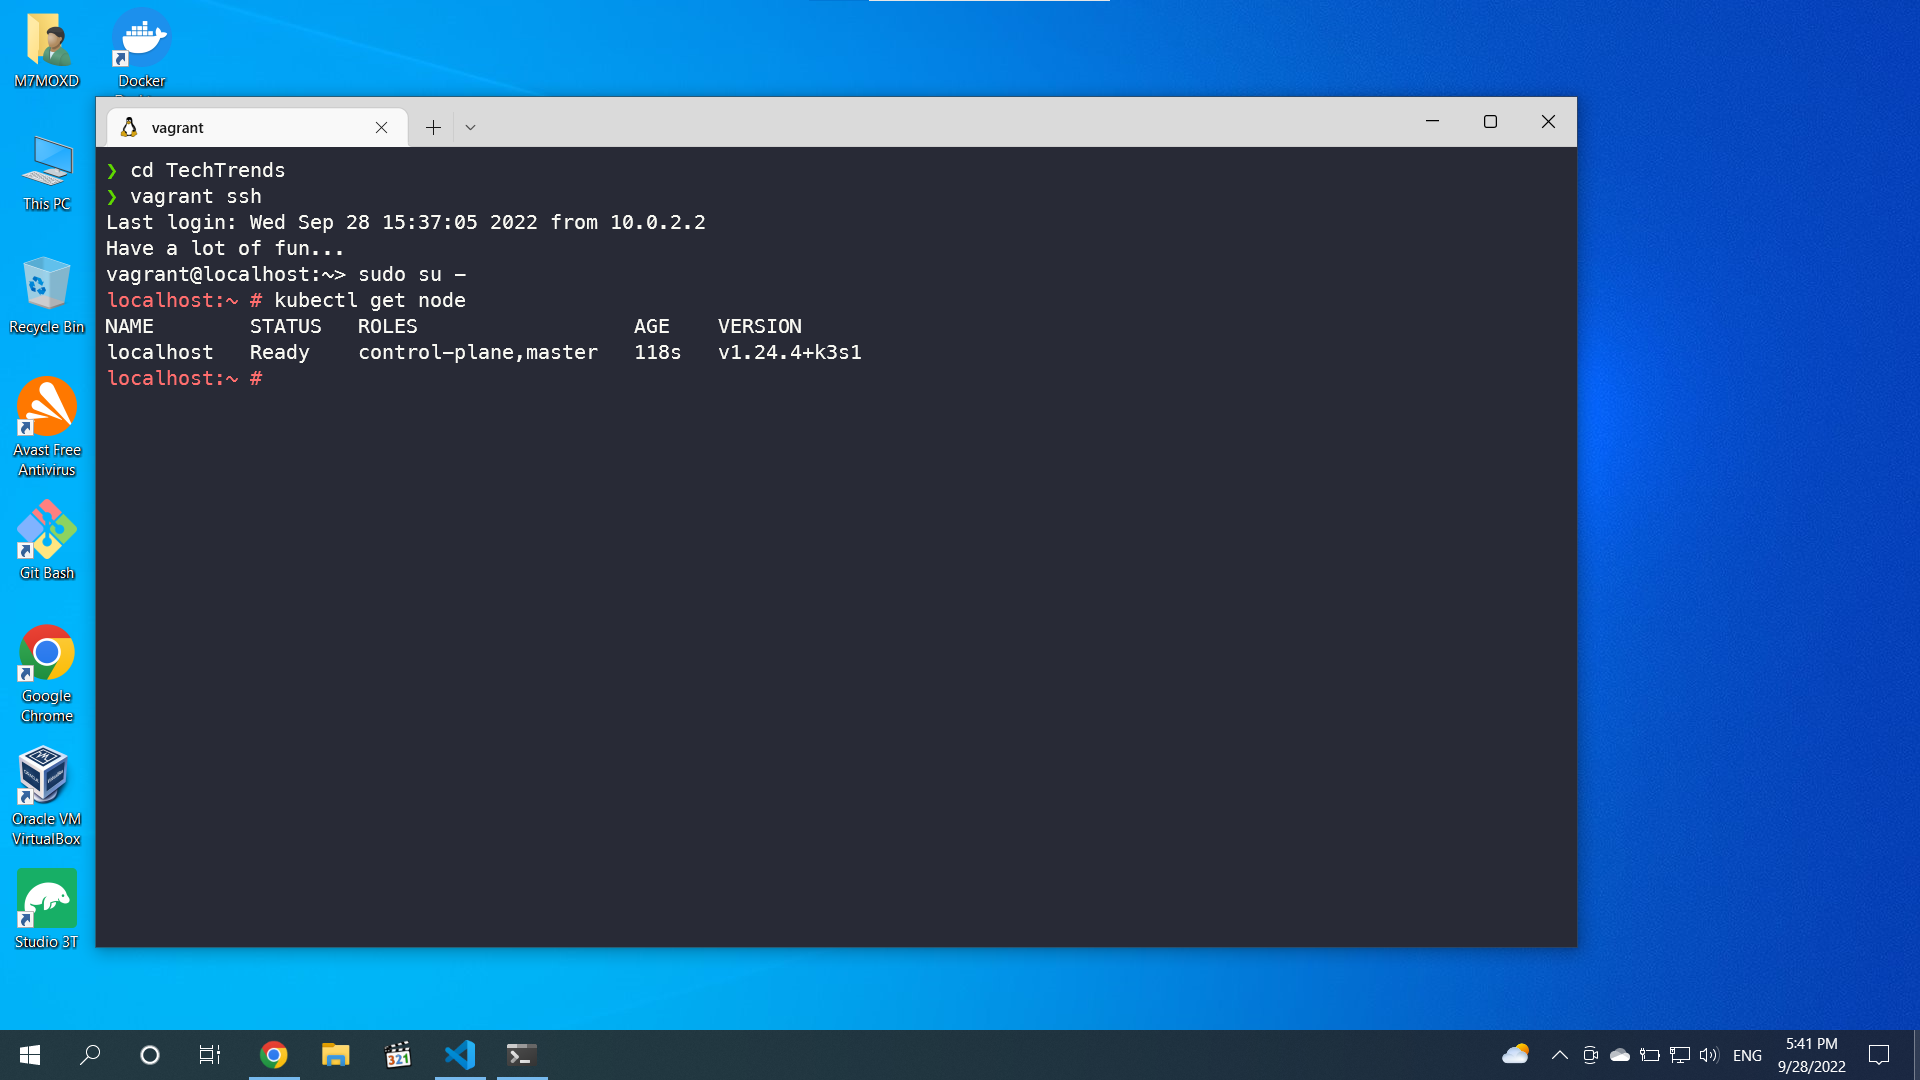 M7MOXD
Docker
This PC
Recycle Bin
Avast Free
Antivirus
Git Bash
Google
Chrome
Oracle VM
VirtualBox
Studio 3T
vagrant
❯ cd TechTrends
❯ vagrant ssh
Last login: Wed Sep 28 15:37:05 2022 from 10.0.2.2
Have a lot of fun...
vagrant@localhost:~> sudo su -
localhost:~ # kubectl get node
NAME        STATUS   ROLES                  AGE    VERSION
localhost   Ready    control-plane,master   118s   v1.24.4+k3s1
localhost:~ #
321
ENG
5:41 PM
9/28/2022